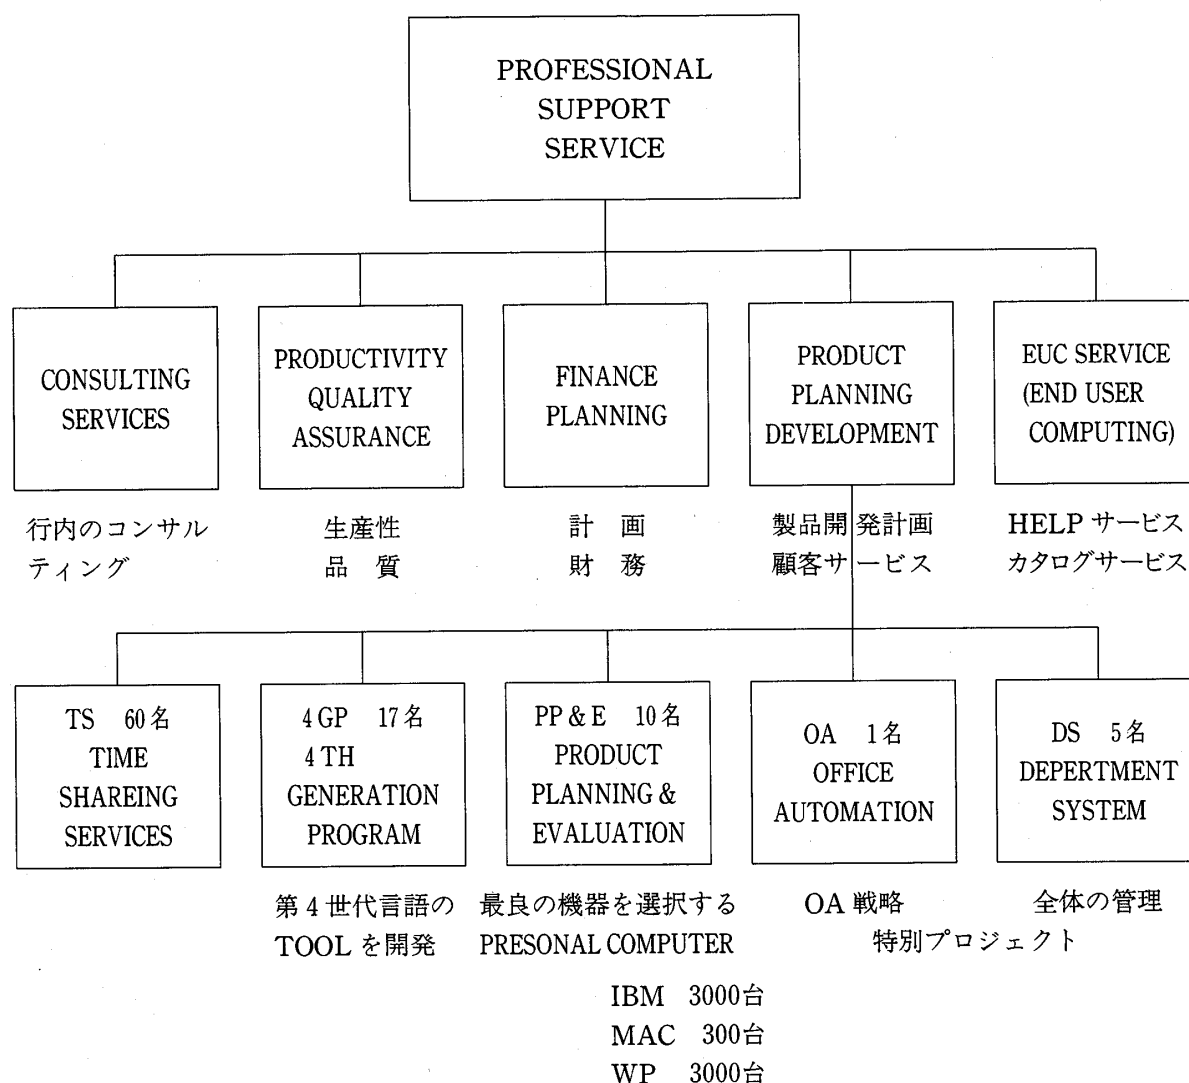 PROFESSIONAL
SUPPORT
SERVICE
CONSULTING
SERVICES
PRODUCTIVITY
QUALITY
ASSURANCE
FINANCE
PLANNING
PRODUCT
PLANNING
DEVELOPMENT
EUC SERVICE
(END USER
COMPUTING)
行内のコンサル
ティング
生産性
品 質
計 画
財 務
製品開発計画
顧客サービス
HELP サービス
カタログサービス
TS 60名
TIME
SHAREING
SERVICES
4GP 17名
4TH
GENERATION
PROGRAM
PP & E 10名
PRODUCT
PLANNING &
EVALUATION
OA 1名
OFFICE
AUTOMATION
DS 5名
DEPERTMENT
SYSTEM
第4世代言語の
TOOL を開発
最良の機器を選択する
PRESONAL COMPUTER
IBM 3000台
MAC 300台
WP 3000台
OA 戦略
特別プロジェクト
全体の管理